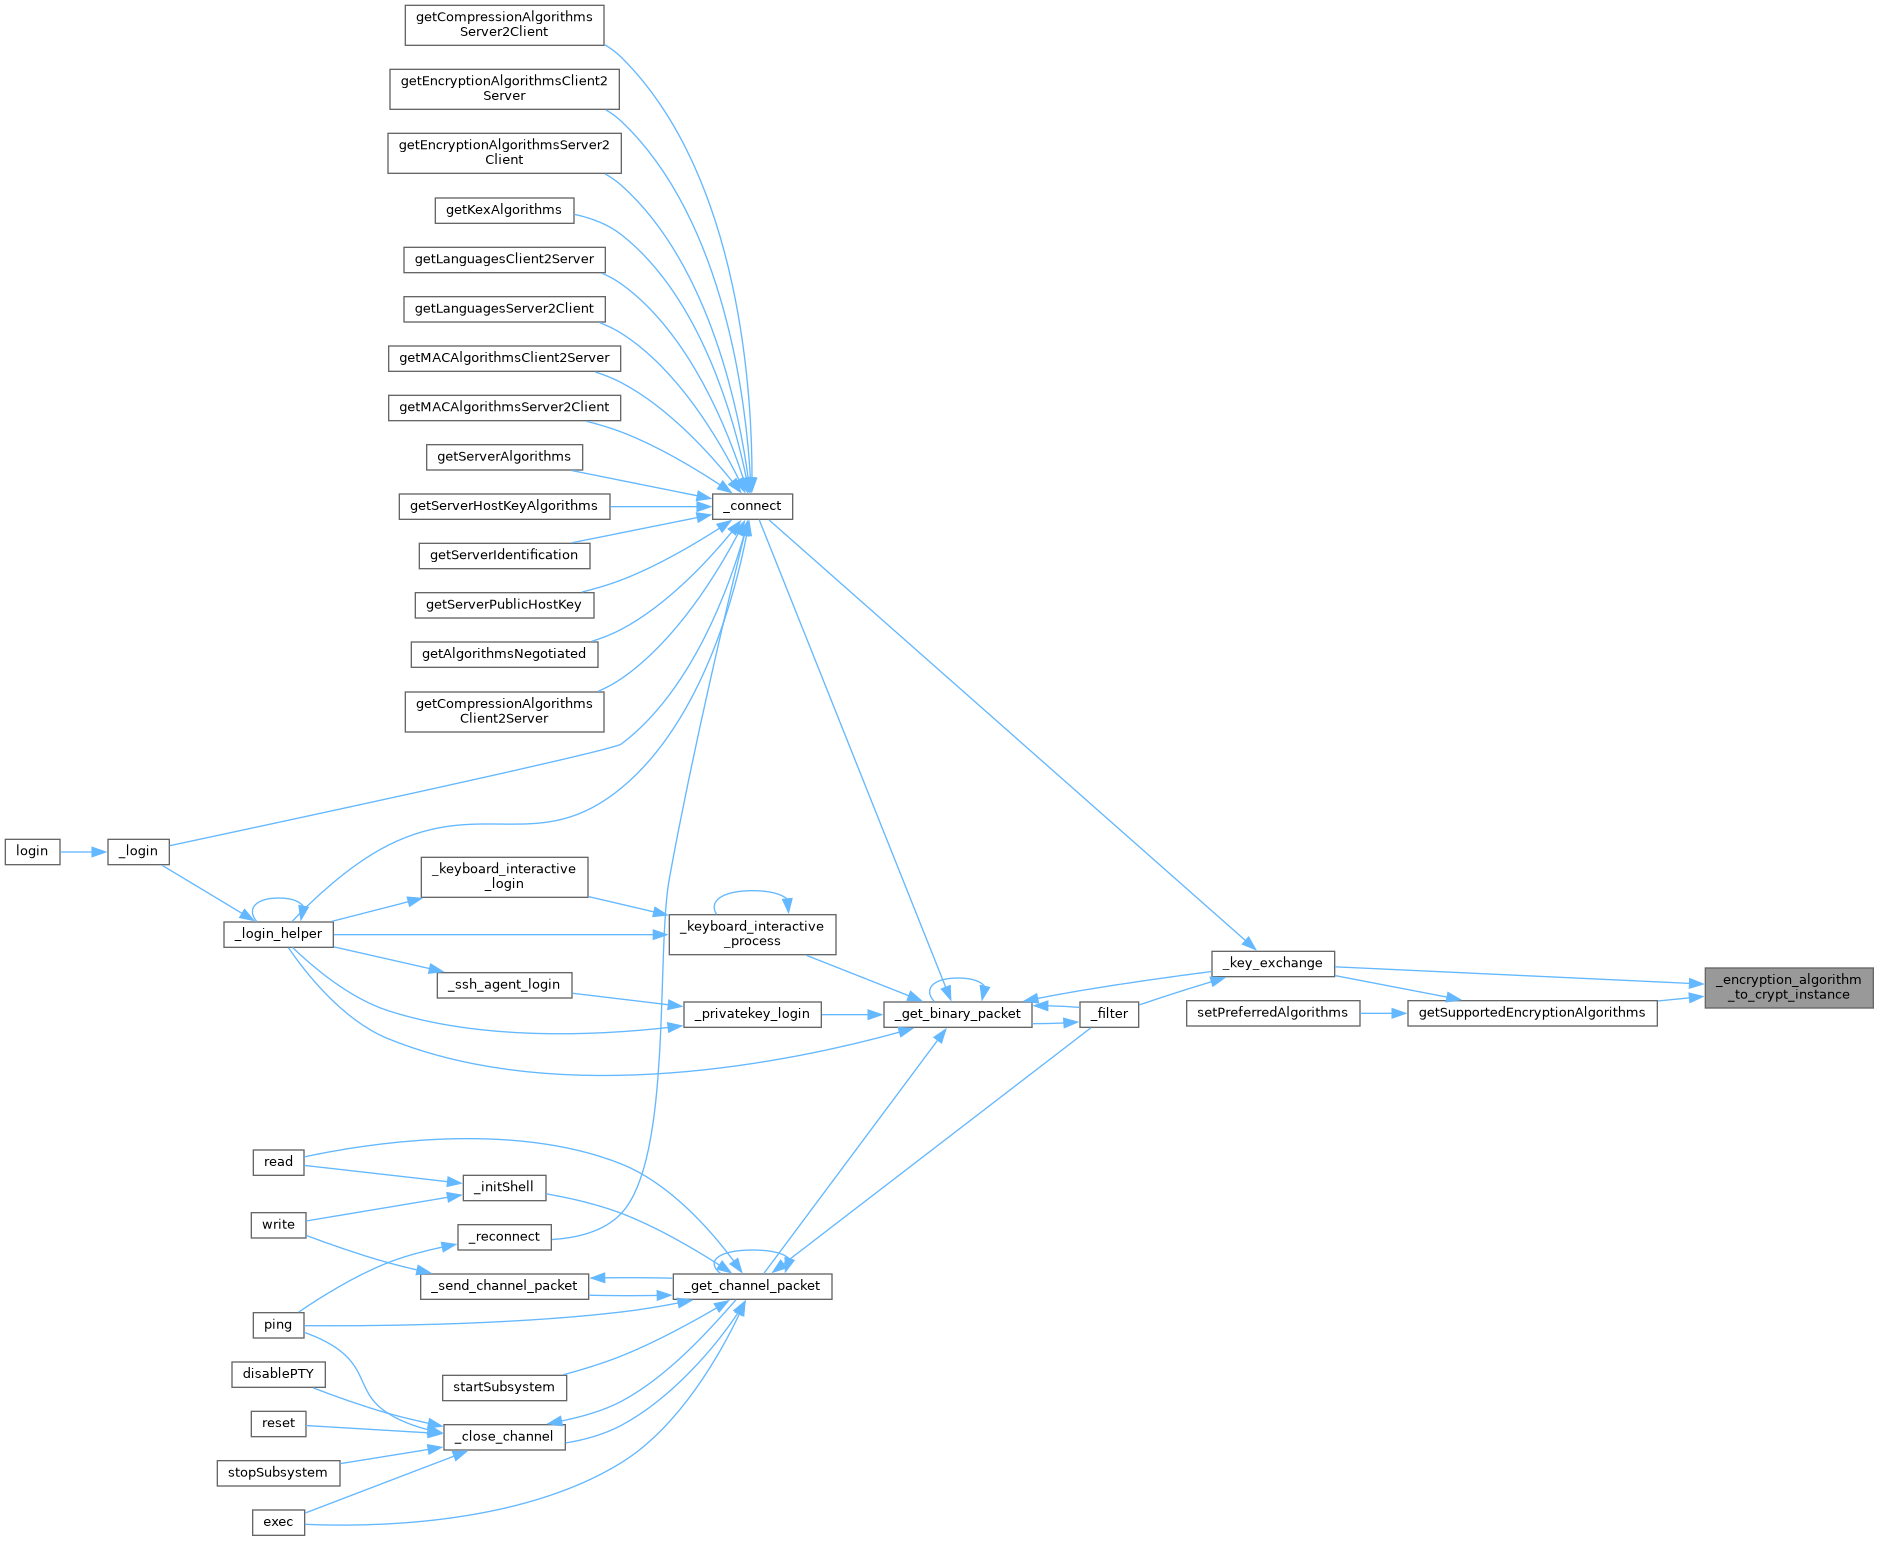 getCompressionAlgorithms
Server2Client
getEncryptionAlgorithmsClient2
Server
getEncryptionAlgorithmsServer2
Client
getKexAlgorithms
getLanguagesClient2Server
getLanguagesServer2Client
getMACAlgorithmsClient2Server
getMACAlgorithmsServer2Client
getServerAlgorithms
getServerHostKeyAlgorithms
_connect
getServerIdentification
getServerPublicHostKey
getAlgorithmsNegotiated
getCompressionAlgorithms
Client2Server
login
_login
_keyboard_interactive
_login
_login_helper
_keyboard_interactive
_process
_key_exchange
_encryption_algorithm
_to_crypt_instance
_ssh_agent_login
_privatekey_login
_get_binary_packet
_filter
setPreferredAlgorithms
getSupportedEncryptionAlgorithms
read
_initShell
write
_reconnect
_send_channel_packet
_get_channel_packet
ping
disablePTY
startSubsystem
reset
_close_channel
stopSubsystem
exec